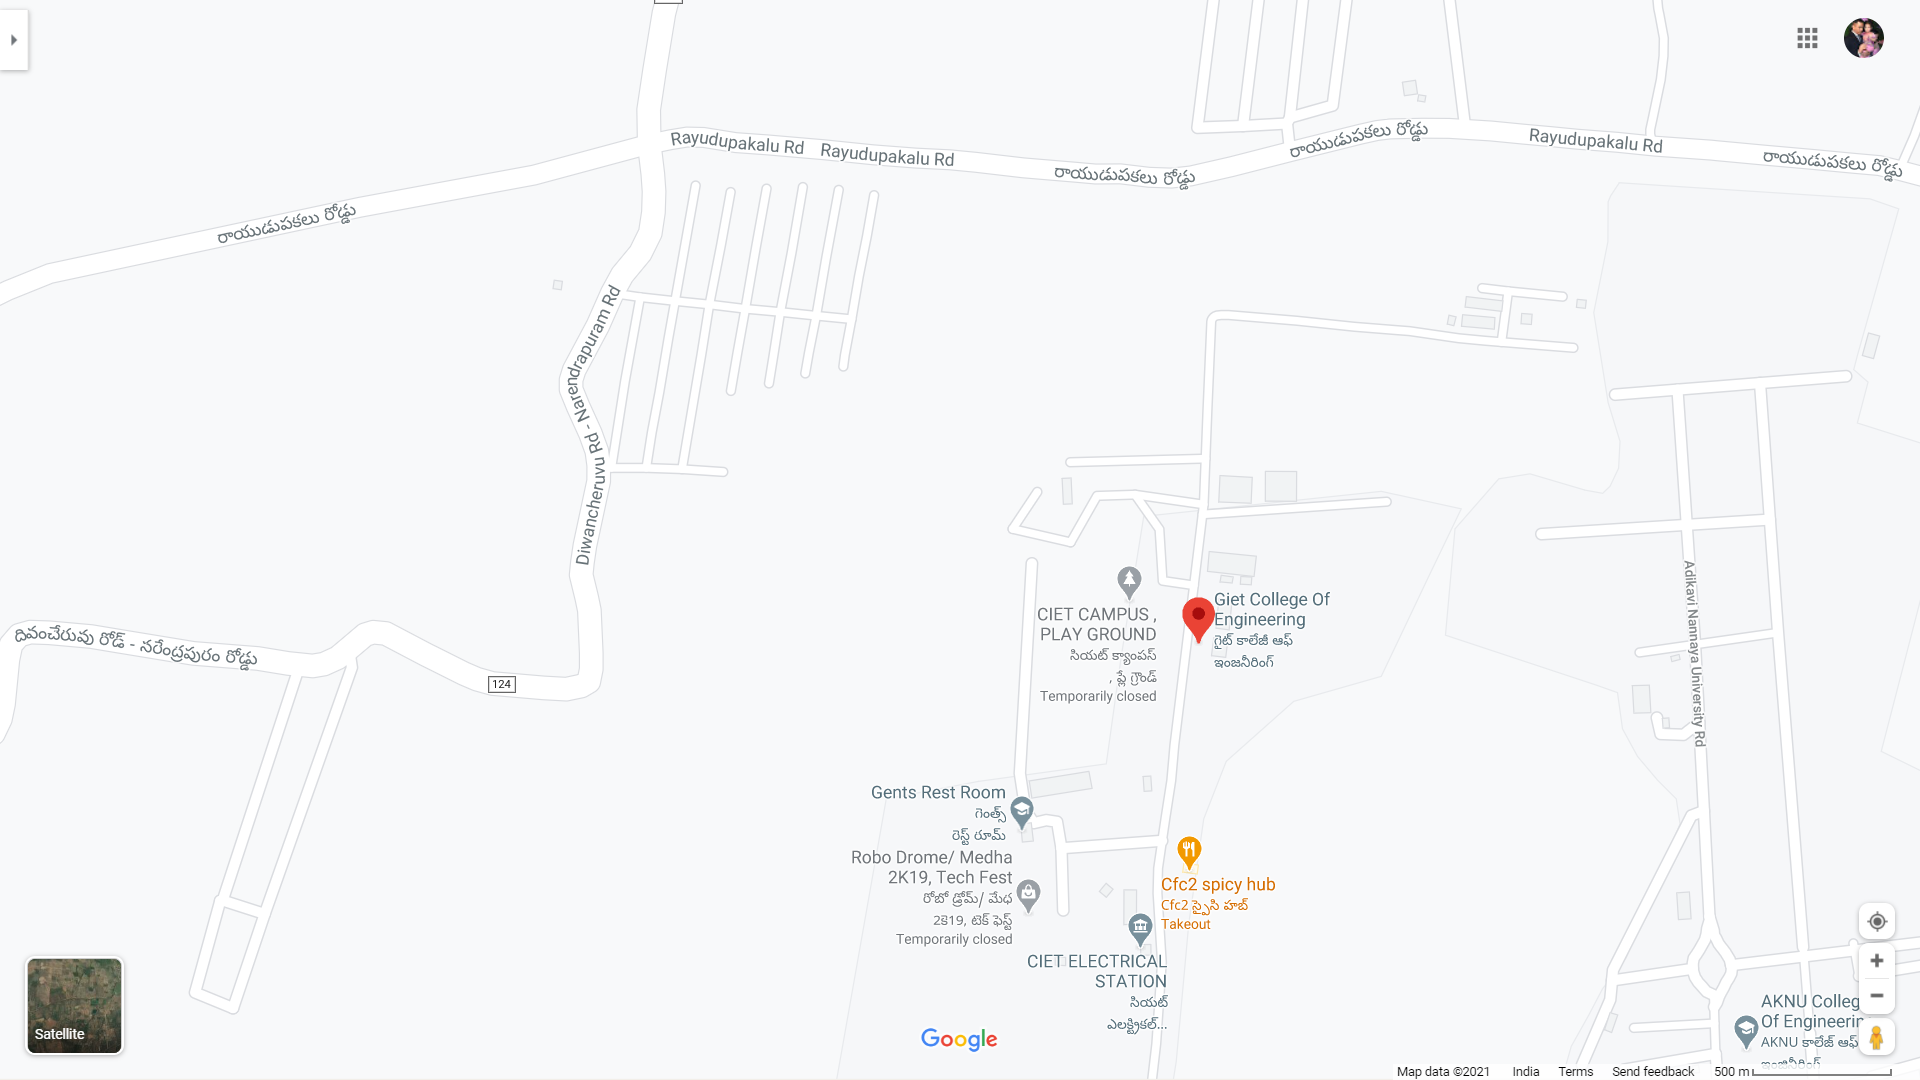 Rayudupakalu Rd
Rayudupakalu Rd
రాయుడుపకలు రోడ్డు
రాయుడుపకలు రోడ్డు
Rayudupakalu Rd
రాయుడుపకలు రోడ్డు
రాయుడుపకలు రోడ్డు
Diwancheruvu Rd - Narendrapuram Rd
దివంచేరువు రోడ్ - నరేంద్రపురం రోడ్డు
124
Adikavi Nannaya University Rd
Giet College Of
Engineering
గైట్ కాలేజీ ఆఫ్
ఇంజనీరింగ్
CIET CAMPUS ,
PLAY GROUND
సియట్ క్యాంపస్
, ప్లే గ్రౌండ్
Temporarily closed
Gents Rest Room
గెంత్స్
రెస్ట్ రూమ్
Robo Drome/ Medha
2K19, Tech Fest
రోబో డ్రోమ్/ మేధ
2కె19, టెక్ ఫెస్ట్
Temporarily closed
Cfc2 spicy hub
Cfc2 స్పైసి హబ్
Takeout
CIET ELECTRICAL
STATION
సియట్
ఎలక్ట్రికల్...
AKNU Colleg
Of Engineerin
AKNU కాలేజ్ ఆఫ్
ఇంజినీరింగ్
Satellite
Google
Map data ©2021 India Terms Send feedback 500 m